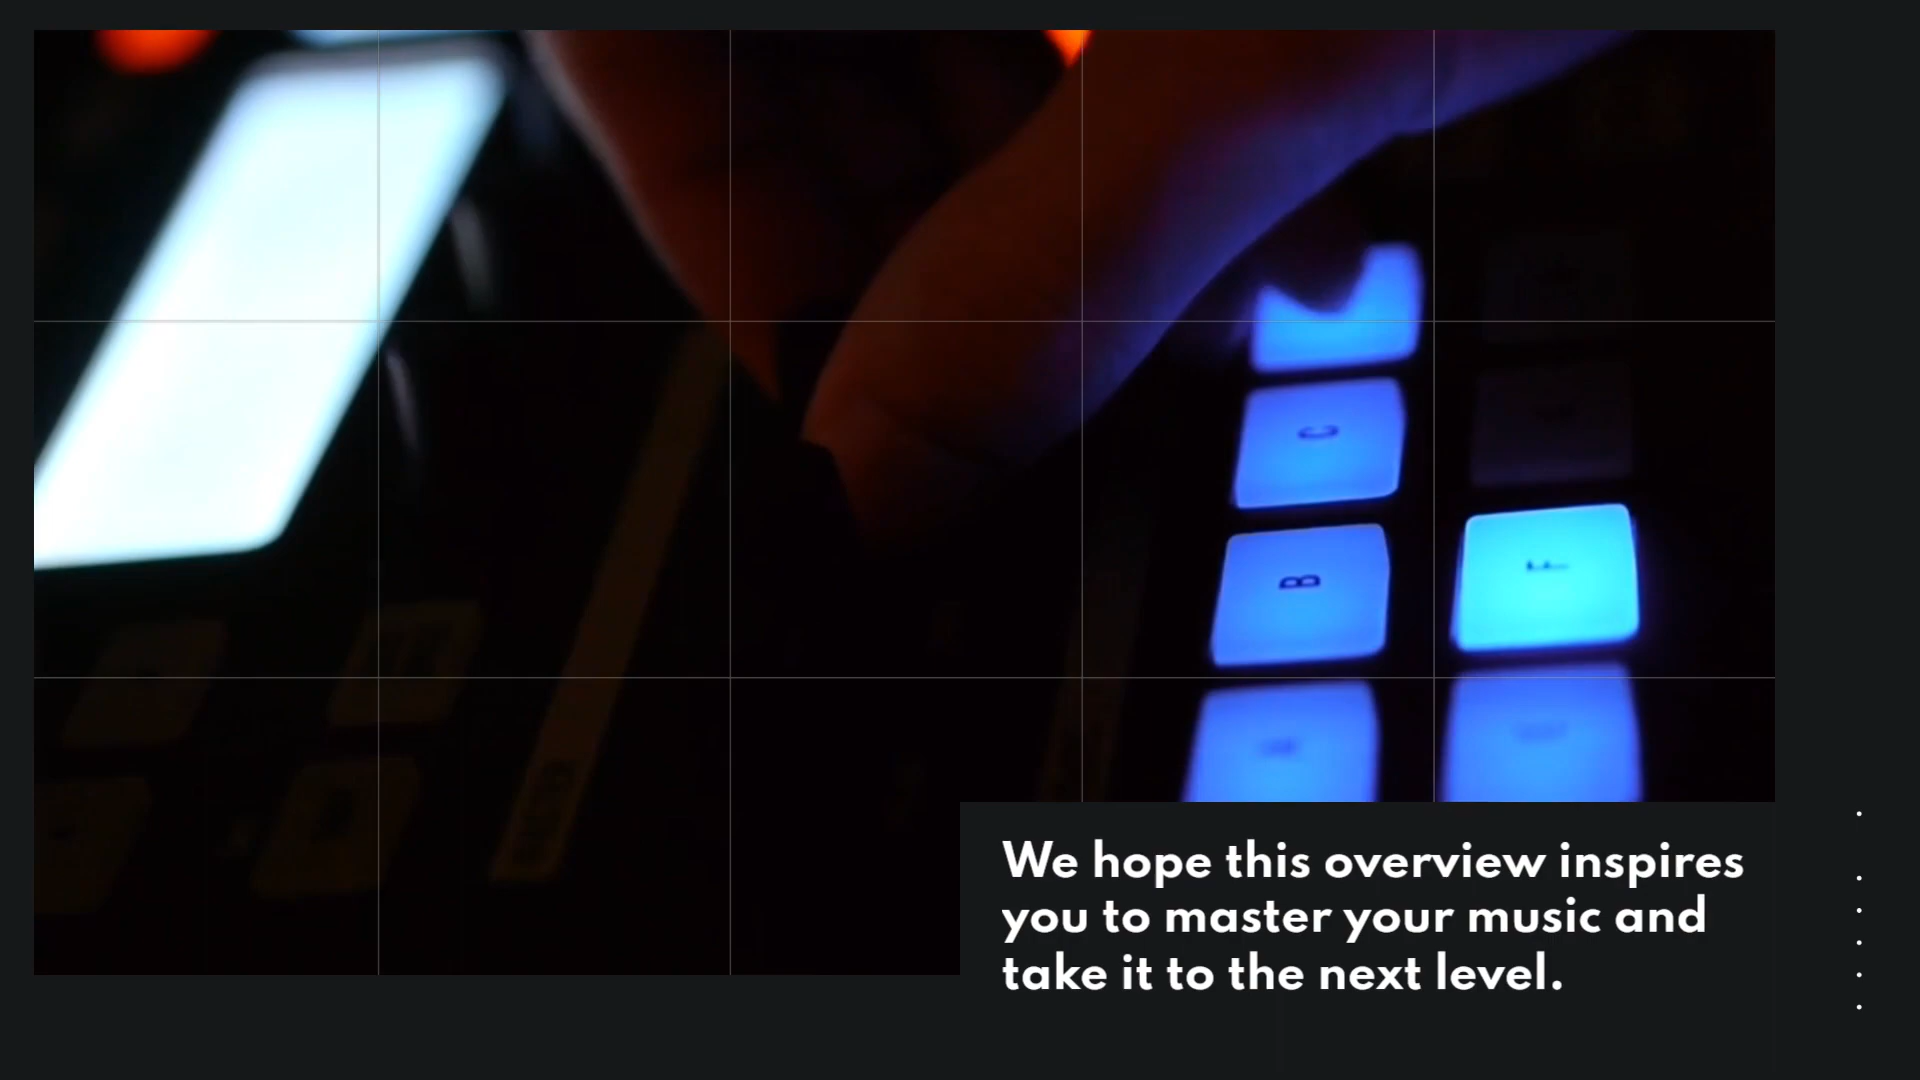 C
B
F
We hope this overview inspires
you to master your music and
take it to the next level.